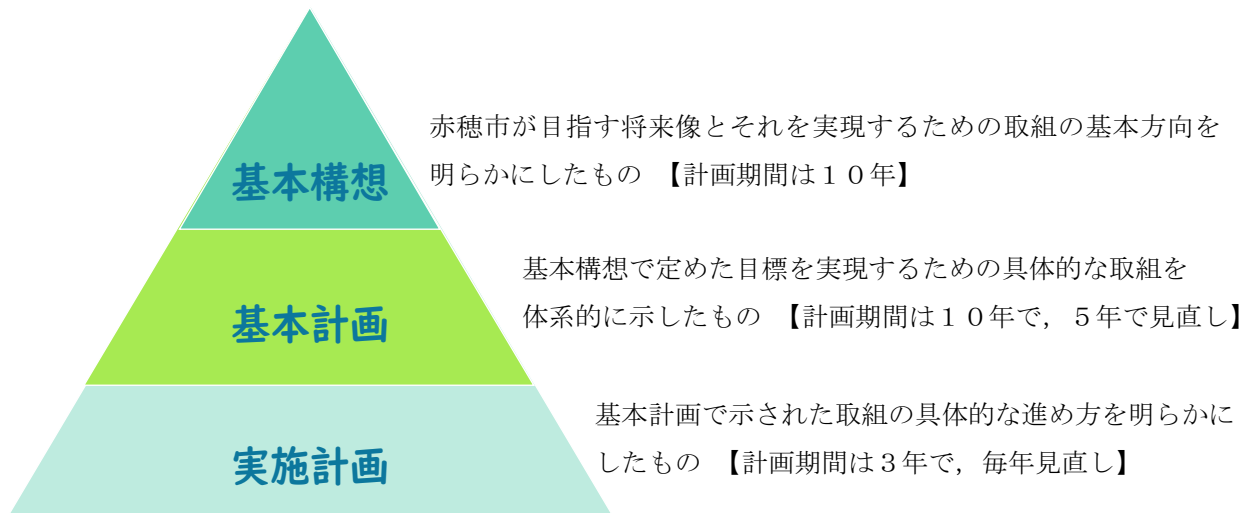 赤穂市が目指す将来像とそれを実現するための取組の基本方向を
明らかにしたもの 【計画期間は１０年】
基本構想
基本構想で定めた目標を実現するための具体的な取組を
体系的に示したもの 【計画期間は１０年で，５年で見直し】
基本計画
基本計画で示された取組の具体的な進め方を明らかに
したもの 【計画期間は３年で，毎年見直し】
実施計画